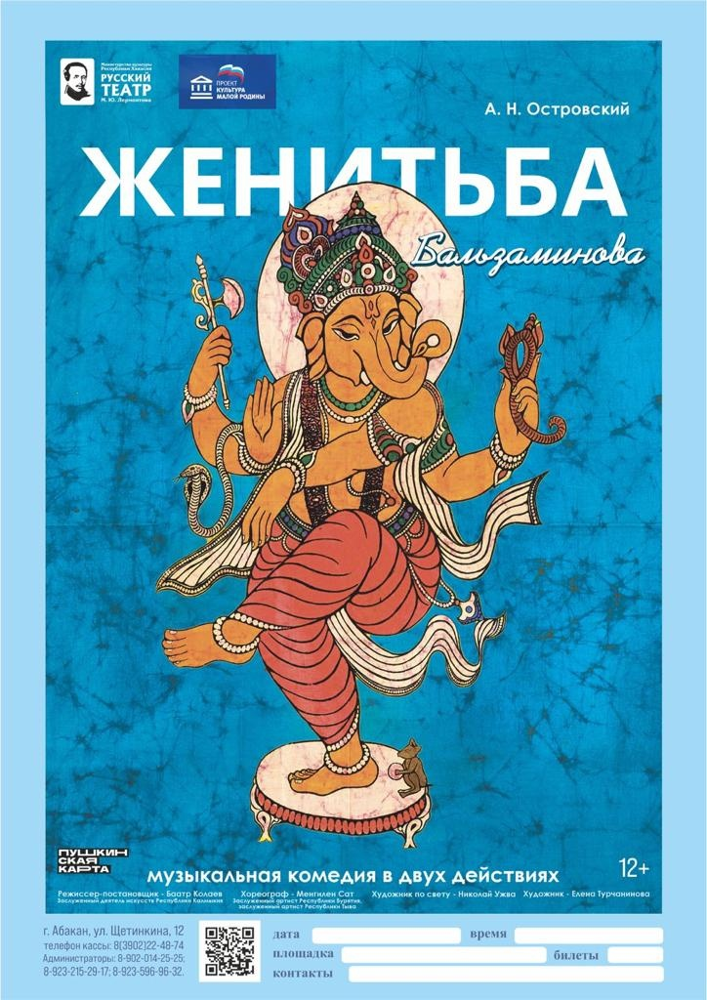 Министерство культуры
Республики Хакасия
РУССКИЙ
ТЕАТР
М. Ю. Лермонтова
ПРОЕКТ
КУЛЬТУРА
МАЛОЙ РОДИНЫ
А. Н. Островский
ЖЕНИТЬБА
Бальзаминова
ПУШКИН
СКАЯ
КАРТА
музыкальная комедия в двух действиях
12+
Режиссер-постановщик - Баатр Колаев
Заслуженный деятель искусств Республики Калмыкия
Хореограф - Менгилен Сат
Заслуженный артист Республики Бурятия,
заслуженный артист Республики Тыва
Художник по свету - Николай Ужва
Художник - Елена Турчанинова
г. Абакан, ул. Щетинкина, 12
телефон кассы: 8(3902)22-48-74
Администраторы: 8-902-014-25-25;
8-923-215-29-17; 8-923-596-96-32.
дата
время
площадка
билеты
контакты